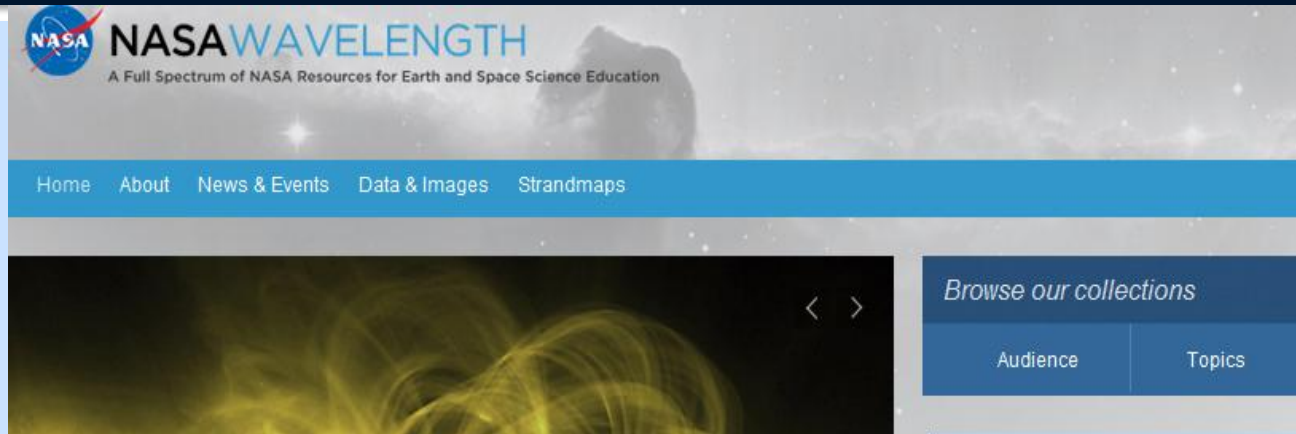 NASA
NASAWAVELENGTH
A Full Spectrum of NASA Resources for Earth and Space Science Education
Home About News & Events Data & Images Strandmaps
Browse our collections
Audience Topics